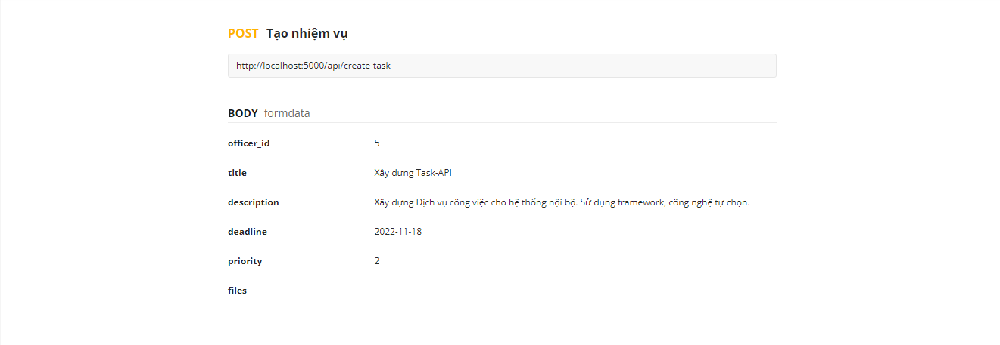 POST Tạo nhiệm vụ
http://localhost:5000/api/create-task
BODY formdata
officer_id 5
title Xây dựng Task-API
description Xây dựng Dịch vụ công việc cho hệ thống nội bộ. Sử dụng framework, công nghệ tự chọn.
deadline 2022-11-18
priority 2
files